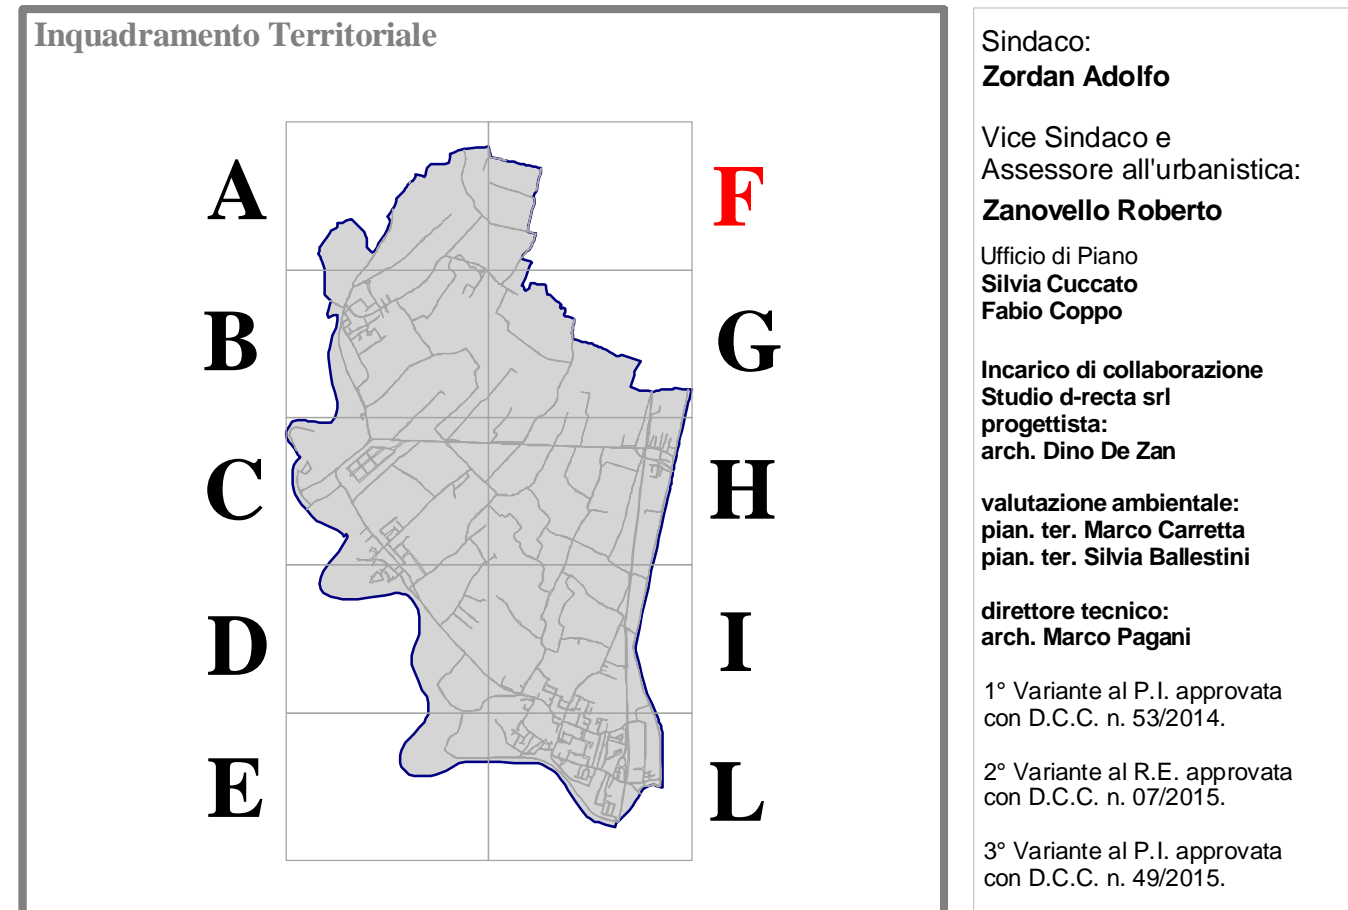 Inquadramento Territoriale
A
F
B
G
C
H
D
I
E
L
Sindaco:
Zordan Adolfo
Vice Sindaco e
Assessore all'urbanistica:
Zanovello Roberto
Ufficio di Piano
Silvia Cuccato
Fabio Coppo
Incarico di collaborazione
Studio d-recta srl
progettista:
arch. Dino De Zan
valutazione ambientale:
pian. ter. Marco Carretta
pian. ter. Silvia Ballestini
direttore tecnico:
arch. Marco Pagani
1° Variante al P.I. approvata
con D.C.C. n. 53/2014.
2° Variante al R.E. approvata
con D.C.C. n. 07/2015.
3° Variante al P.I. approvata
con D.C.C. n. 49/2015.